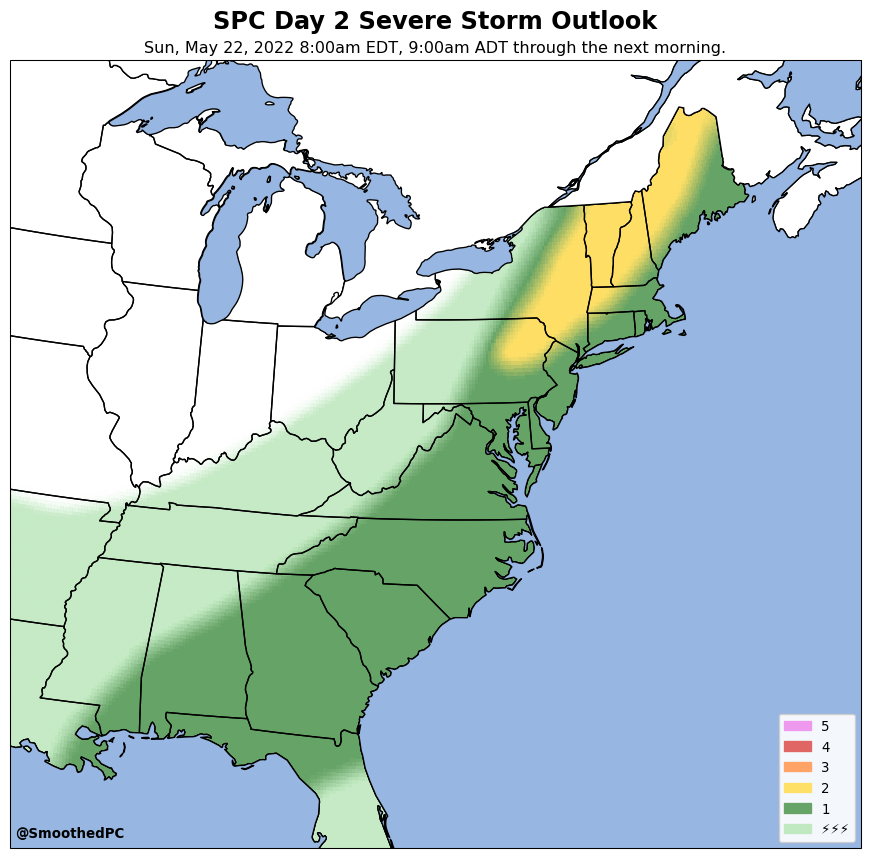 SPC Day 2 Severe Storm Outlook
Sun, May 22, 2022 8:00am EDT, 9:00am ADT through the next morning.
5
4
3
2
1
⚡⚡⚡
@SmoothedPC